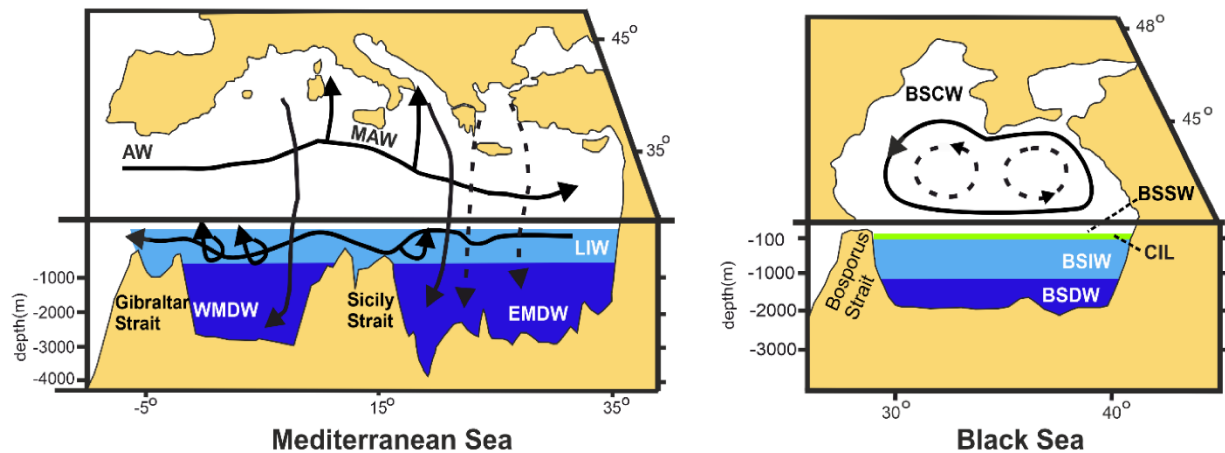 45°
AW
MAW
35°
LIW
-1000
Gibraltar
Strait
WMDW
Sicily
Strait
EMDW
-2000
-3000
-4000
depth(m)
-5°
15°
35°
Mediterranean Sea
48°
BSCW
45°
BSSW
-100
CIL
BSIW
-1000
Bosporus
Strait
BSDW
-2000
-3000
depth(m)
30°
40°
Black Sea